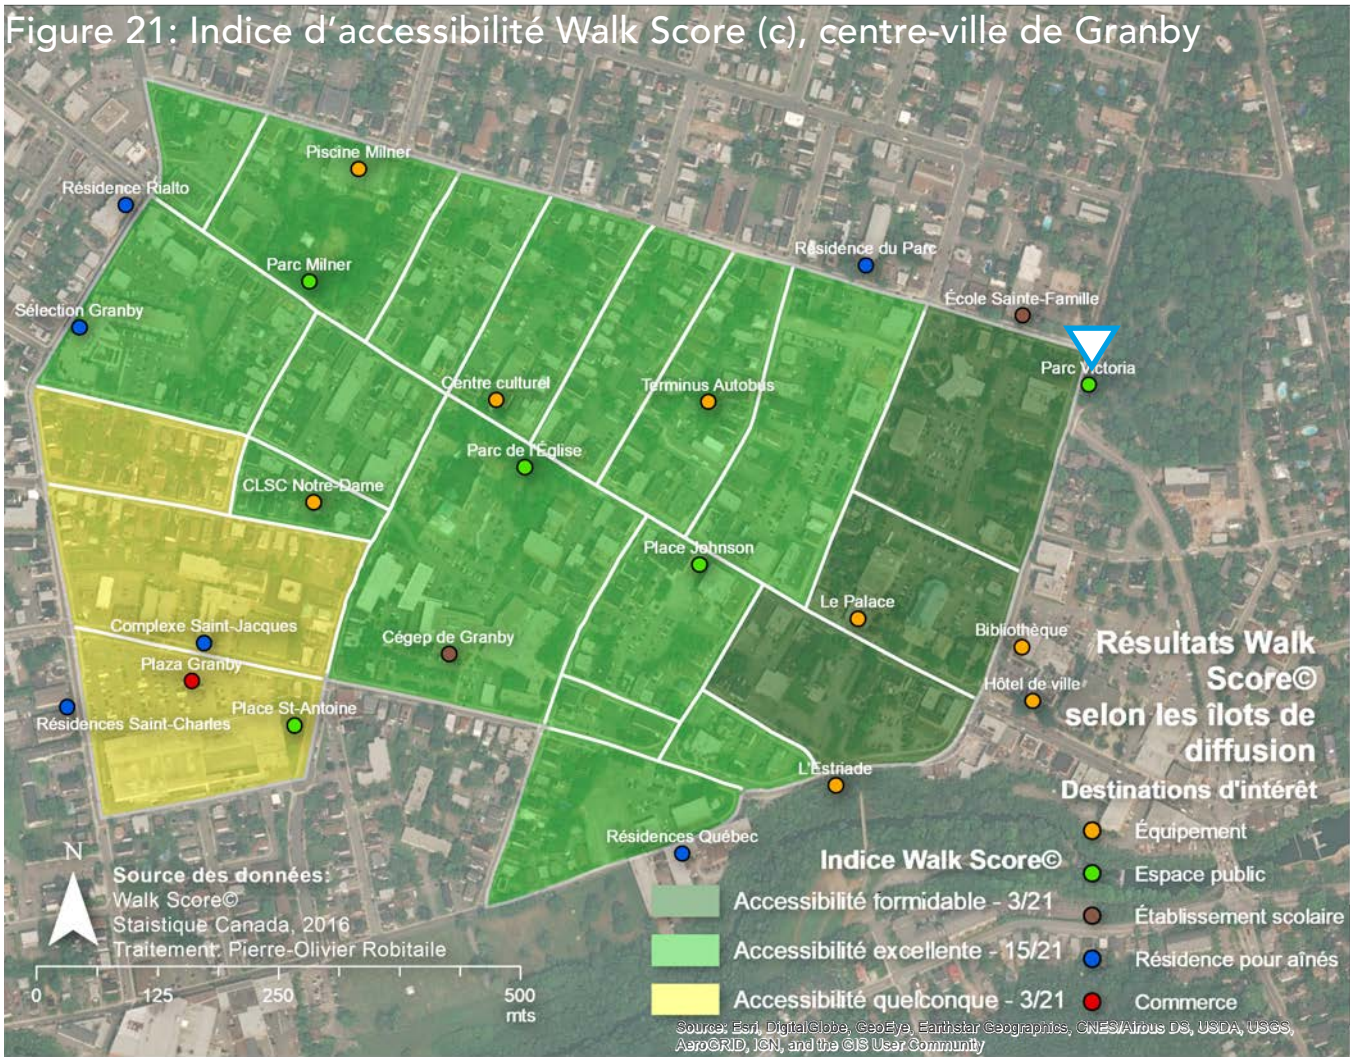 Figure 21: Indice d'accessibilité Walk Score (c), centre-ville de Granby
Piscine Milner
Résidence Rialto
Résidence du Parc
Parc Milner
École Sainte-Famille
Sélection Granby
Parc Victoria
Centre culturel
Terminus Autobus
Parc de l'Église
CLSC Notre-Dame
Place Johnson
Le Palace
Complexe Saint-Jacques
Cégep de Granby
Bibliothèque
Plaza Granby
Hôtel de ville
Place St-Antoine
Résidences Saint-Charles
L'Estriade
Résidences Québec
Résultats Walk
Score©
selon les îlots de
diffusion
Destinations d'intérêt
Équipement
Espace public
Établissement scolaire
Résidence pour aînés
Commerce
Indice Walk Score©
Accessibilité formidable - 3/21
Accessibilité excellente - 15/21
Accessibilité quelconque - 3/21
N
Source des données:
Walk Score©
Staistique Canada, 2016
Traitement: Pierre-Olivier Robitaile
0 125 250 500
mts
Source: Esri, DigitalGlobe, GeoEye, Earthstar Geographics, CNES/Airbus DS, USDA, USGS,
AeroGRID, IGN, and the GIS User Community